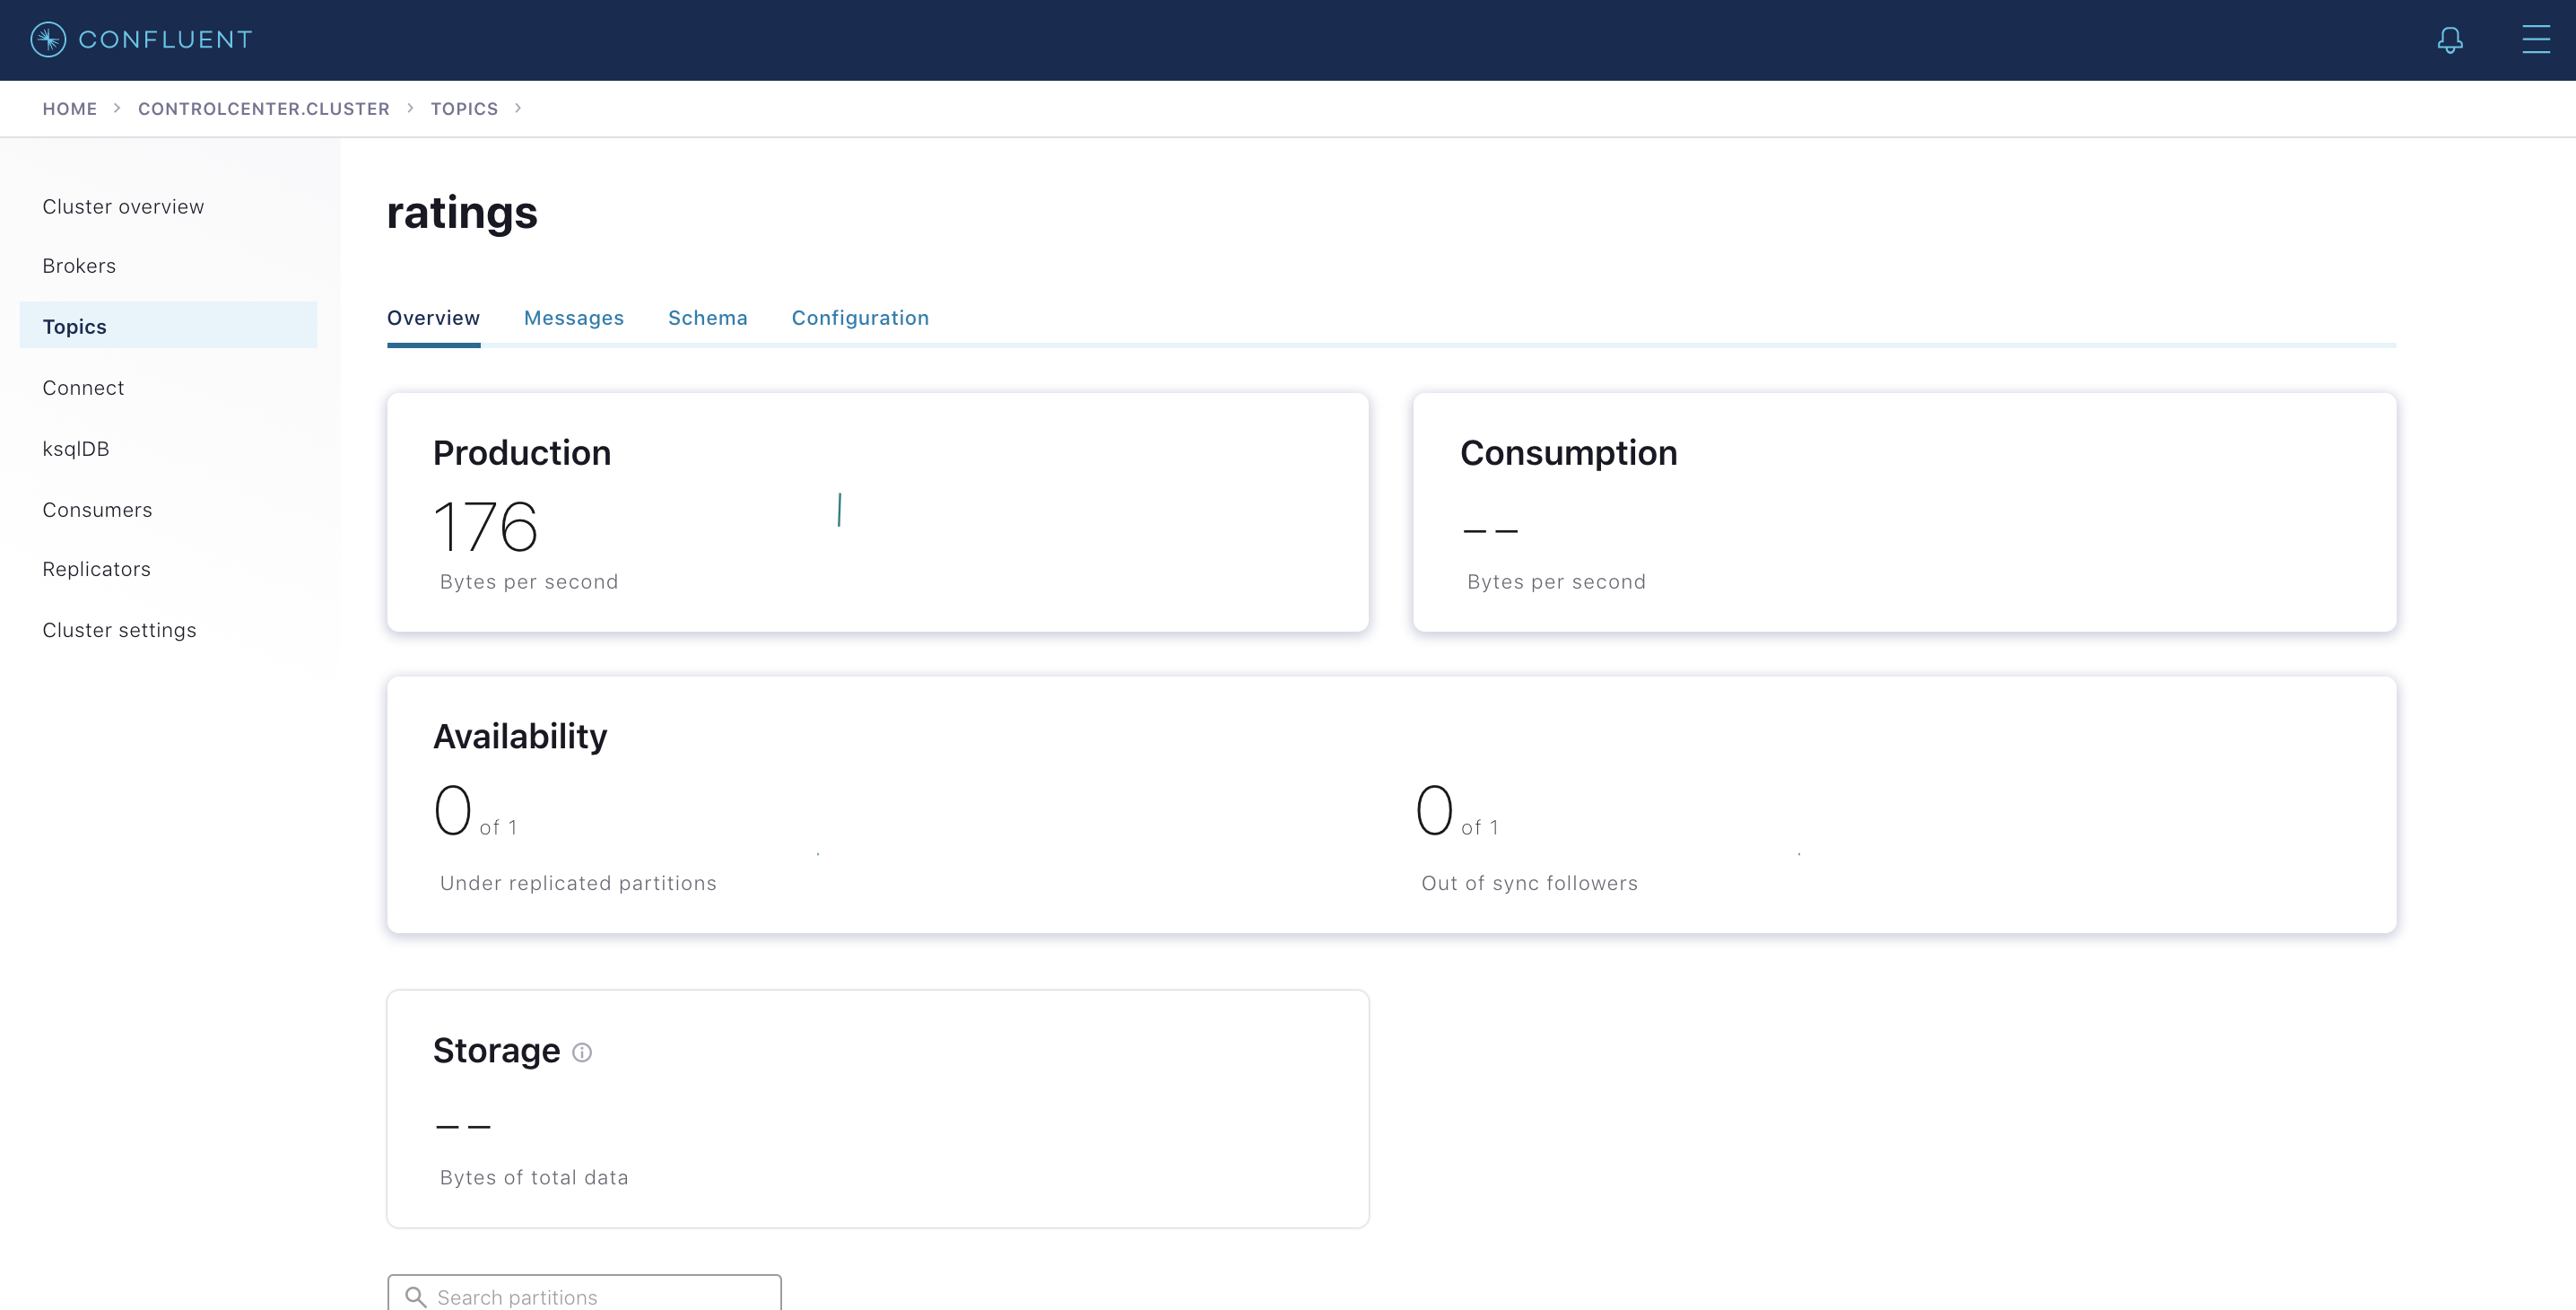 CONFLUENT
HOME > CONTROLCENTER.CLUSTER > TOPICS >
Cluster overview
Brokers
Topics
Connect
ksqlDB
Consumers
Replicators
Cluster settings
ratings
Overview Messages Schema Configuration
Production
176
Bytes per second
Consumption
--
Bytes per second
Availability
0 of 1
Under replicated partitions
0 of 1
Out of sync followers
Storage
--
Bytes of total data
Search partitions